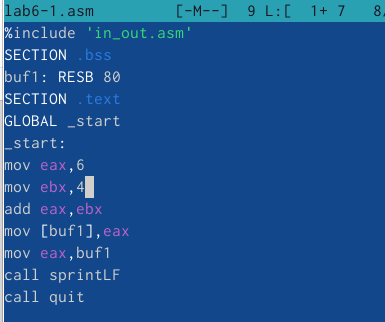 lab6-1.asm [-M--] 9 L:[ 1+ 7 8/
%include 'in_out.asm'
SECTION .bss
buf1: RESB 80
SECTION .text
GLOBAL _start
_start:
mov eax,6
mov ebx,4
add eax,ebx
mov [buf1],eax
mov eax,buf1
call sprintLF
call quit